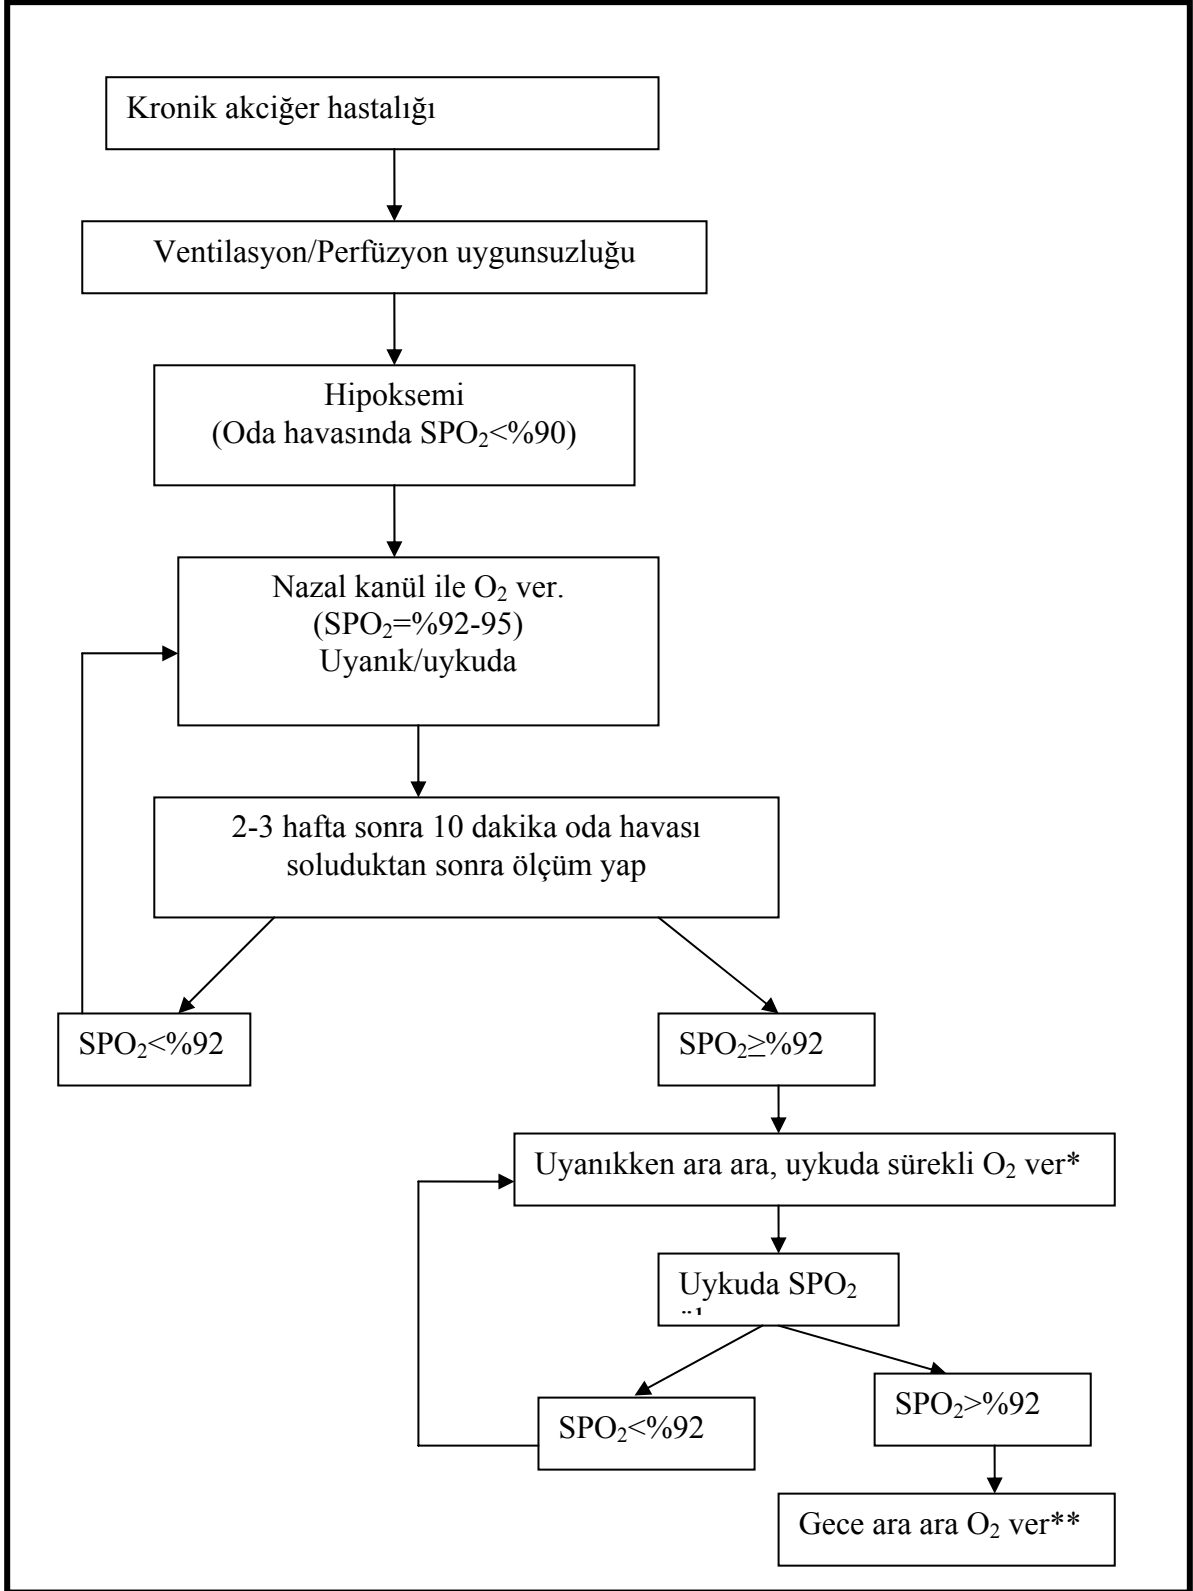 Kronik akciğer hastalığı
Ventilasyon/Perfüzyon uygunsuzluğu
Hipoksemi
(Oda havasında SPO₂<%90)
Nazal kanül ile O₂ ver.
(SPO₂=%92-95)
Uyanık/uykuda
2-3 hafta sonra 10 dakika oda havası
soluduktan sonra ölçüm yap
SPO₂<%92
SPO₂≥%92
Uyanıkken ara ara, uykuda sürekli O₂ ver*
Uykuda SPO₂
SPO₂<%92
SPO₂>%92
Gece ara ara O₂ ver**